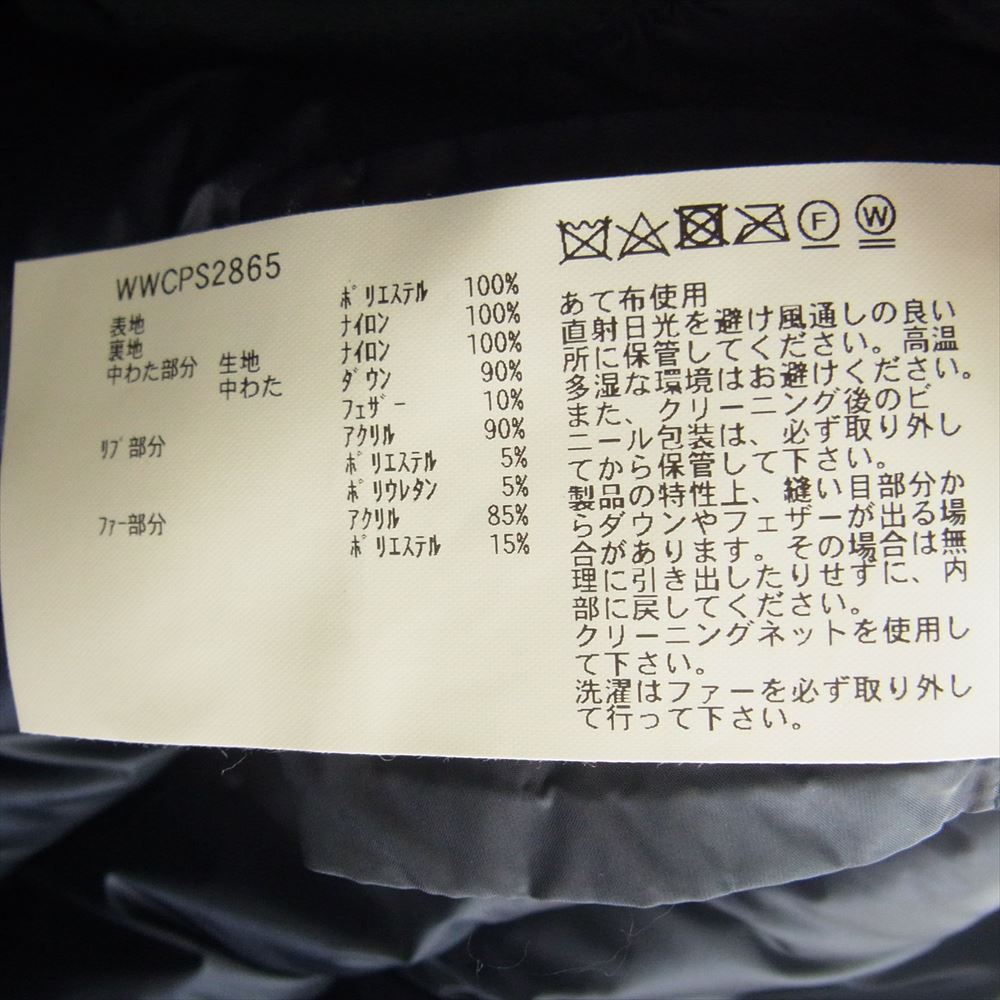 WWCPS2865
表地 ﾎﾟﾘｴｽﾃﾙ 100%
裏地 ﾅｲﾛﾝ 100%
中わた部分 生地 ﾅｲﾛﾝ 100%
中わた ﾀﾞｳﾝ 90%
ﾌｪｻﾞｰ 10%
ﾘﾌﾞ部分 ｱｸﾘﾙ 90%
ﾎﾟﾘｴｽﾃﾙ 5%
ﾎﾟﾘｳﾚﾀﾝ 5%
ﾌｧｰ部分 ｱｸﾘﾙ 85%
ﾎﾟﾘｴｽﾃﾙ 15%
F W
あて布使用
直射日光を避け風通しの良い
所に保管してください。高温
多湿な環境はお避けください。
また、クリーニング後のビ
ニール包装は、必ず取り外し
てから保管して下さい。
製品の特性上、縫い目部分か
らダウンやフェザーが出る場
合があります。その場合は無
理に引き出したりせずに、内
部に戻してください。
クリーニングネットを使用し
て下さい。
洗濯はファーを必ず取り外し
て行って下さい。